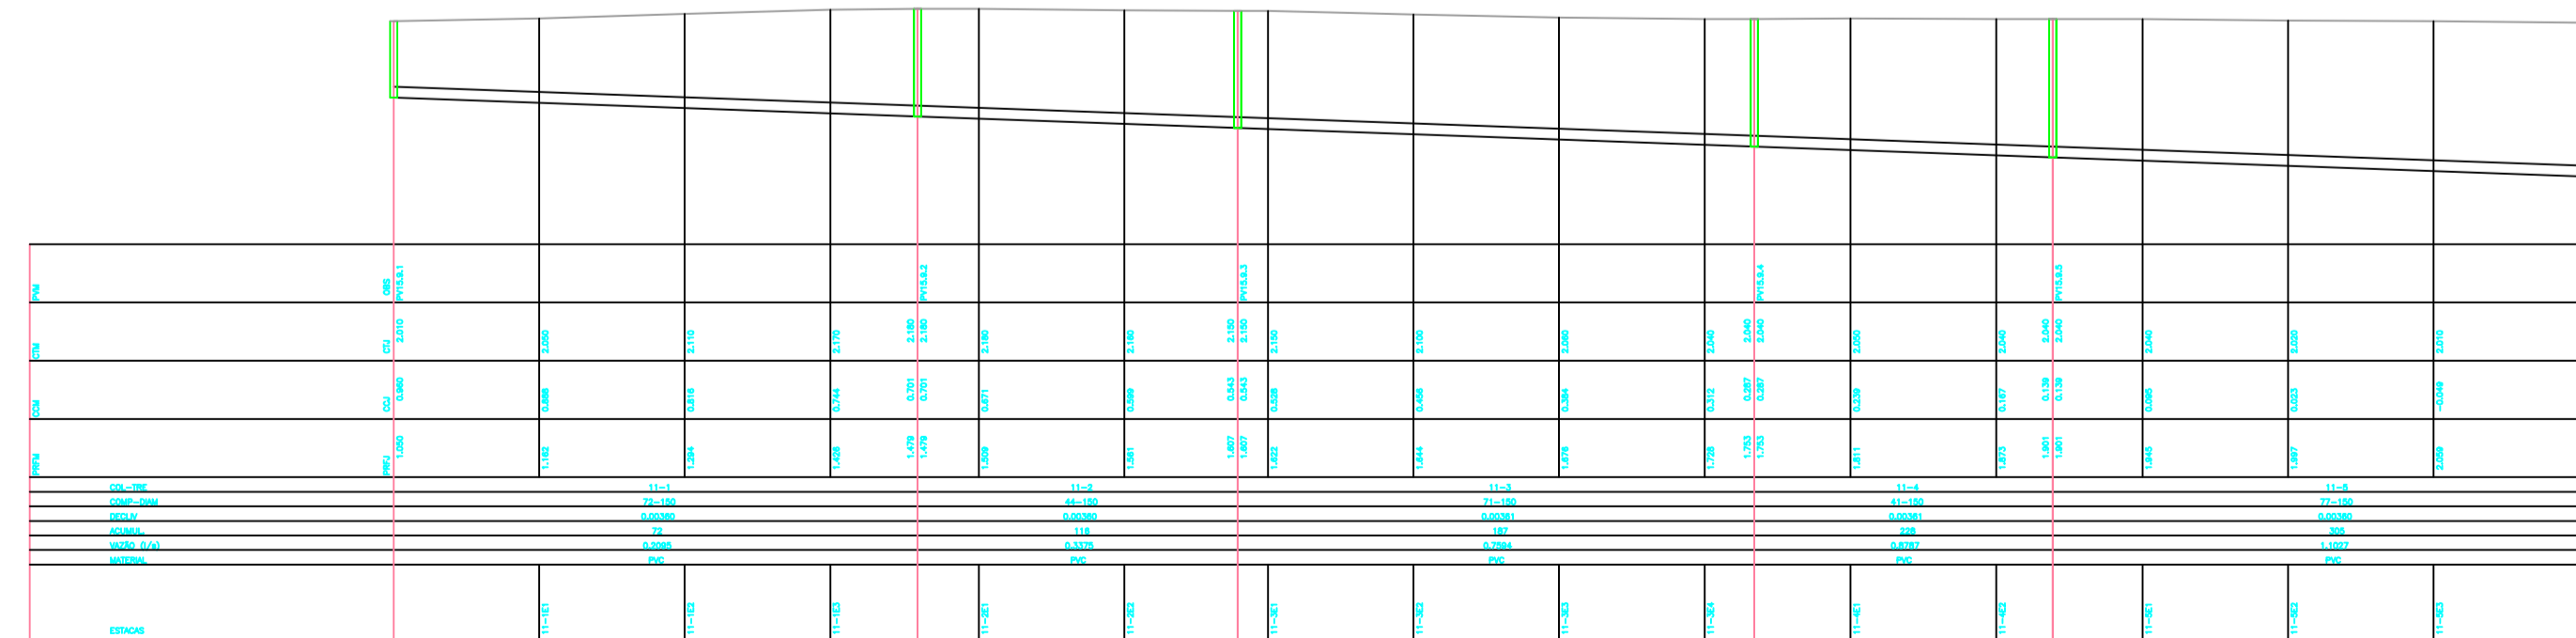 PVM OBS PV15.9.1 PV15.9.2 PV15.9.3 PV15.9.4 PV15.9.5
CTM CTJ 2.010 2.050 2.110 2.170 2.180 2.180 2.180 2.160 2.150 2.150 2.150 2.100 2.060 2.040 2.040 2.040 2.050 2.040 2.040 2.040 2.040 2.020 2.010
CCM CCJ 0.960 0.888 0.816 0.744 0.701 0.701 0.671 0.599 0.543 0.543 0.528 0.456 0.384 0.312 0.287 0.287 0.239 0.167 0.139 0.139 0.095 0.023 -0.049
PRFM PRFJ 1.050 1.162 1.294 1.426 1.479 1.479 1.509 1.561 1.607 1.607 1.622 1.644 1.676 1.728 1.753 1.753 1.811 1.873 1.901 1.901 1.945 1.997 2.059
COL-TRE 11-1 11-2 11-3 11-4 11-5
COMP-DIAM 72-150 44-150 71-150 41-150 77-150
DECLIV 0.00360 0.00360 0.00361 0.00361 0.00360
ACUMUL. 72 116 187 228 305
VAZÃO (l/s) 0.2095 0.3375 0.7594 0.8787 1.1027
MATERIAL PVC PVC PVC PVC PVC
ESTACAS 11-1E1 11-1E2 11-1E3 11-2E1 11-2E2 11-3E1 11-3E2 11-3E3 11-3E4 11-4E1 11-4E2 11-5E1 11-5E2 11-5E3